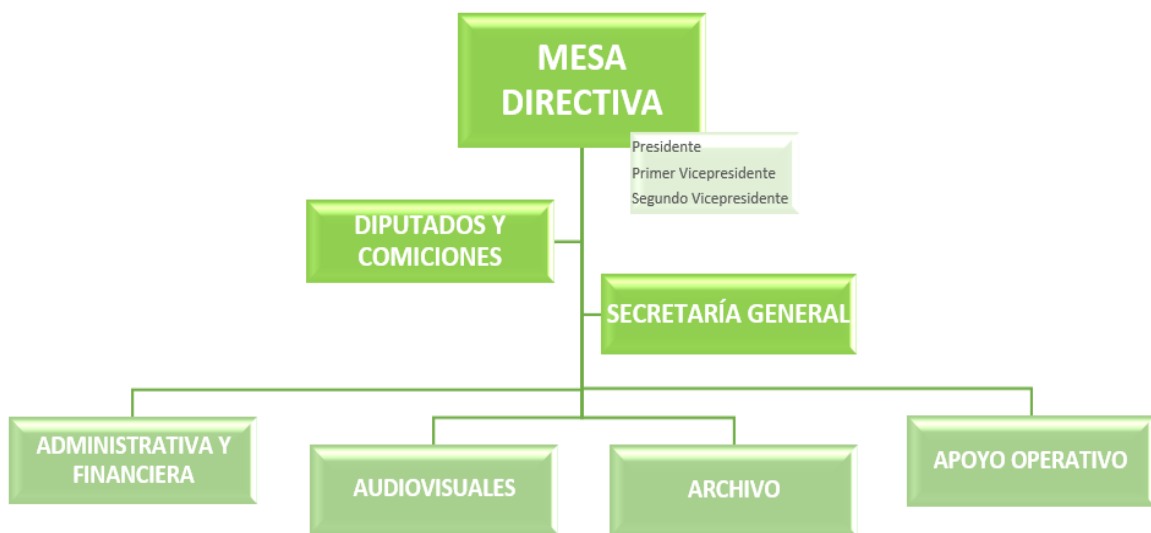 MESA
DIRECTIVA
Presidente
Primer Vicepresidente
Segundo Vicepresidente
DIPUTADOS Y
COMICIONES
SECRETARÍA GENERAL
ADMINISTRATIVA Y
FINANCIERA
AUDIOVISUALES
ARCHIVO
APOYO OPERATIVO